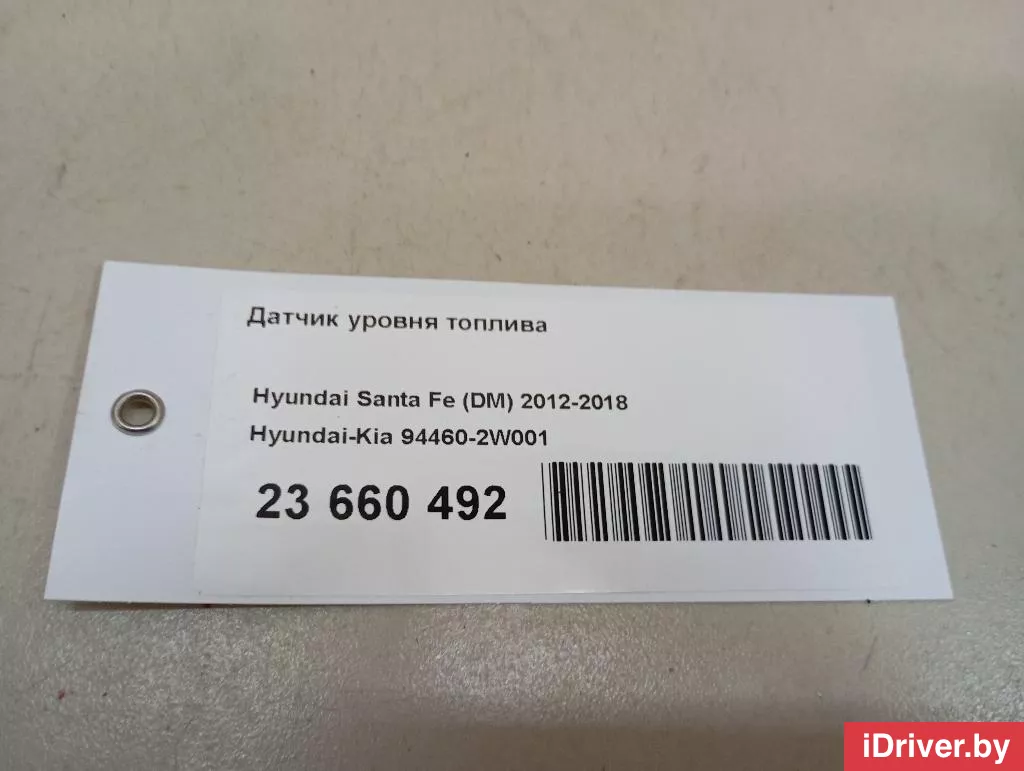 Датчик уровня топлива
Hyundai Santa Fe (DM) 2012-2018
Hyundai-Kia 94460-2W001
23 660 492
iDriver.by